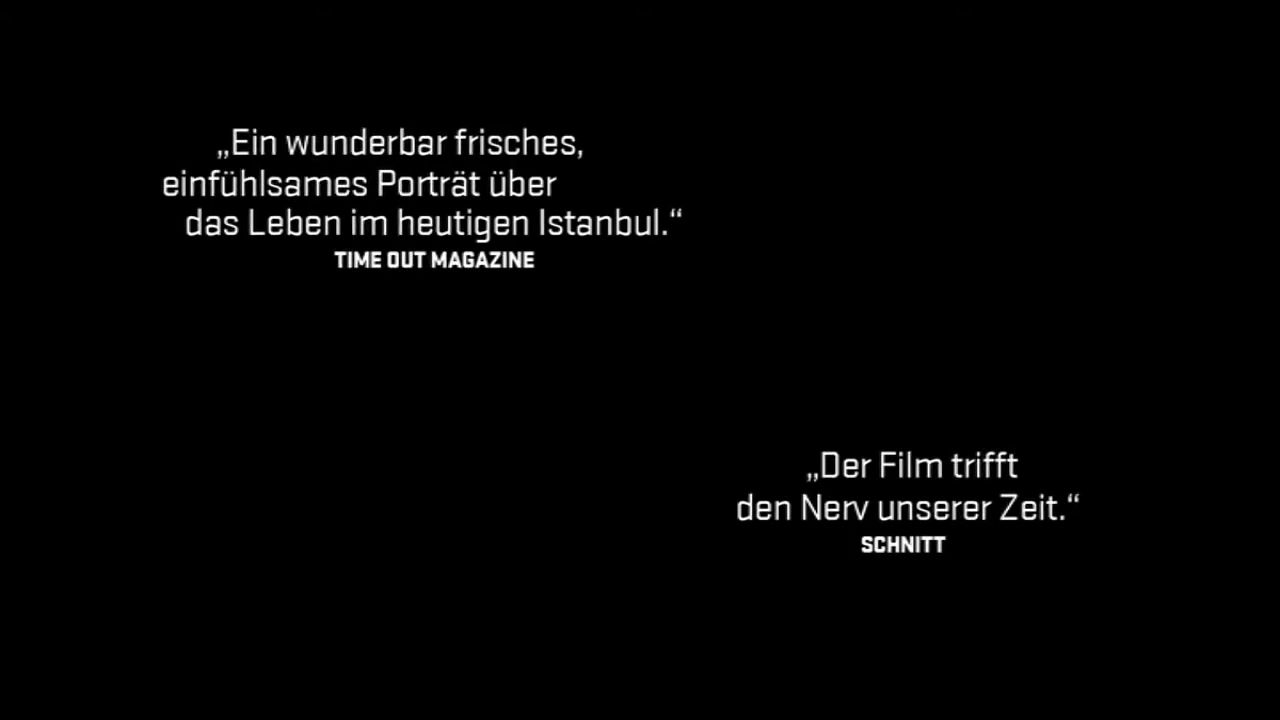 „Ein wunderbar frisches,
einfühlsames Porträt über
das Leben im heutigen Istanbul.“
TIME OUT MAGAZINE
„Der Film trifft
den Nerv unserer Zeit.“
SCHNITT